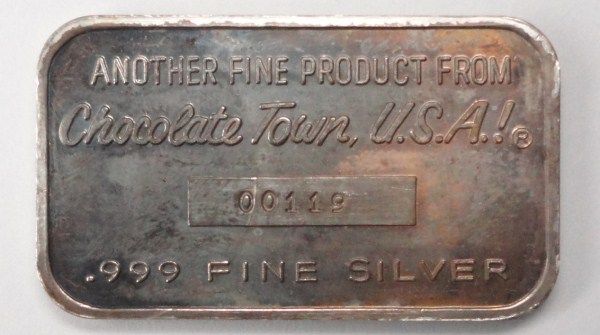 ANOTHER FINE PRODUCT FROM
Chocolate Town, U.S.A.!®
00119
.999 FINE SILVER